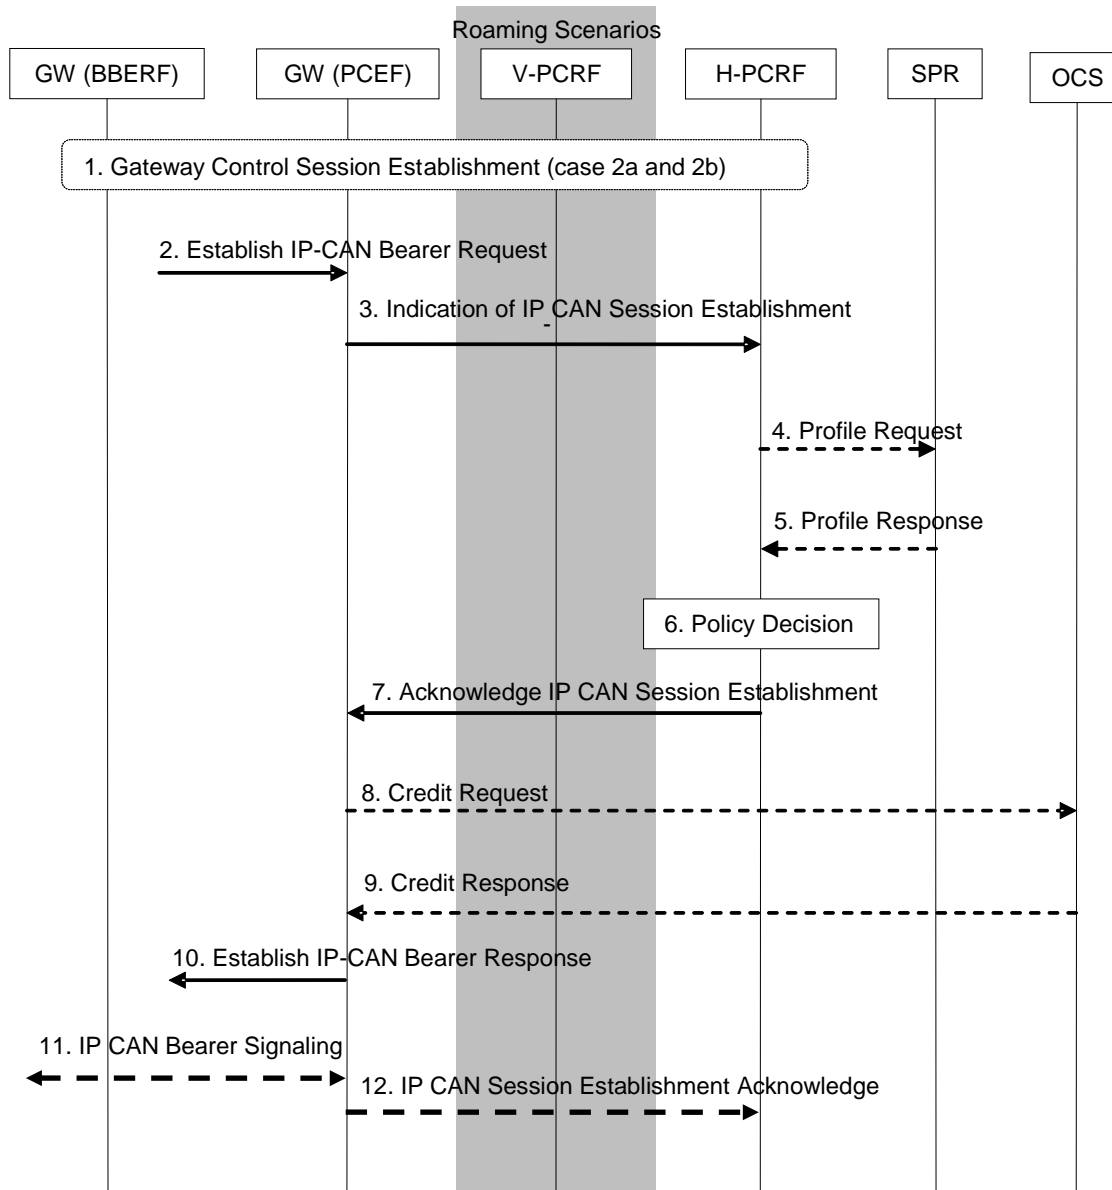 Roaming Scenarios
GW (BBERF)
GW (PCEF)
V-PCRF
H-PCRF
SPR
OCS
1. Gateway Control Session Establishment (case 2a and 2b)
2. Establish IP-CAN Bearer Request
3. Indication of IP_CAN Session Establishment
4. Profile Request
5. Profile Response
6. Policy Decision
7. Acknowledge IP CAN Session Establishment
8. Credit Request
9. Credit Response
10. Establish IP-CAN Bearer Response
11. IP CAN Bearer Signaling
12. IP CAN Session Establishment Acknowledge